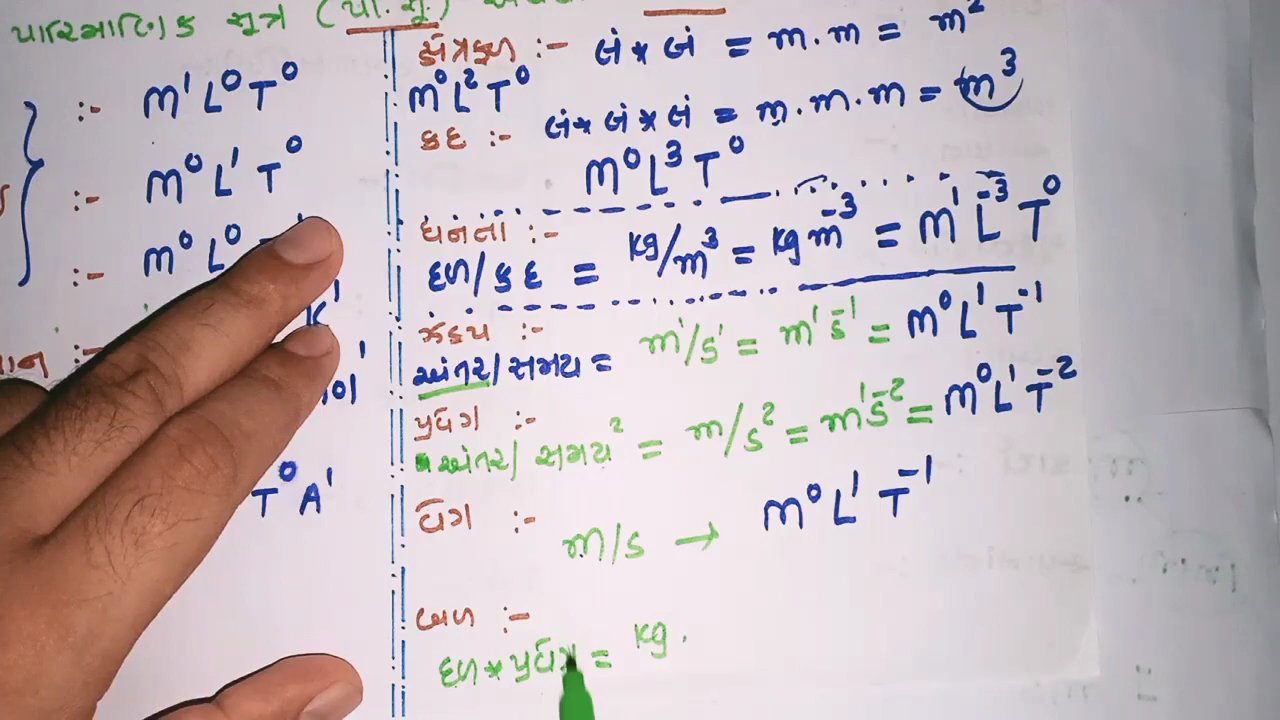 પારિમાણિક સૂત્ર (પા.સૂ.)
:- M¹L⁰T⁰
:- M⁰L¹T⁰
:- M⁰L⁰
K¹
:-
T⁰A¹
ક્ષેત્રફળ :- લં*લં = m.m = m²
M⁰L²T⁰
કદ :- લં*લં*લં = m.m.m = m³
M⁰L³T⁰
ઘનતા :-
દળ/કદ = kg/m³ = kg m⁻³ = M¹L⁻³T⁰
ઝડપ :-
અંતર/સમય = m¹/s¹ = m¹s⁻¹ = M⁰L¹T⁻¹
પ્રવેગ :-
અંતર/સમય² = m/s² = m¹s⁻² = M⁰L¹T⁻²
વેગ :-
m/s → M⁰L¹T⁻¹
બળ :-
દળ*પ્રવેગ = kg.